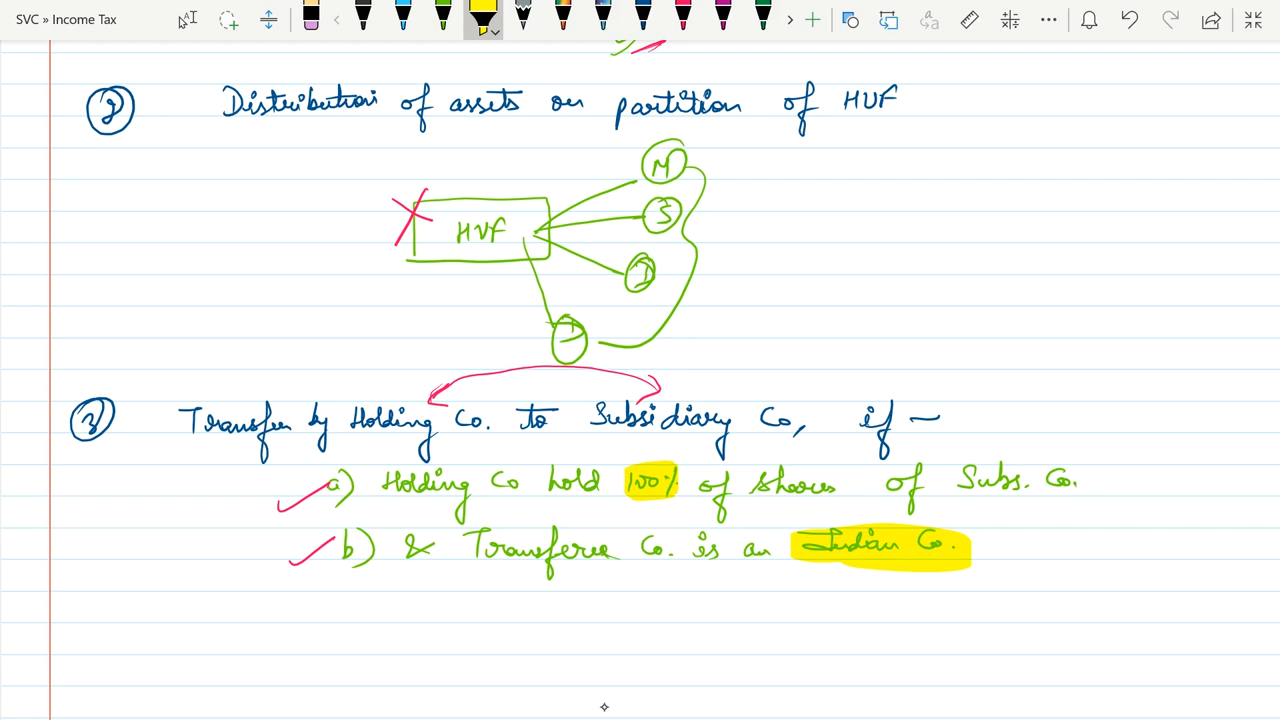 SVC » Income Tax
2) Distribution of assets on partition of HUF
M
HUF
S
3) Transfer by Holding Co. to Subsidiary Co, if –
a) Holding Co hold 100% of shares of Subs. Co.
b) & Transferee Co. is an Indian Co.